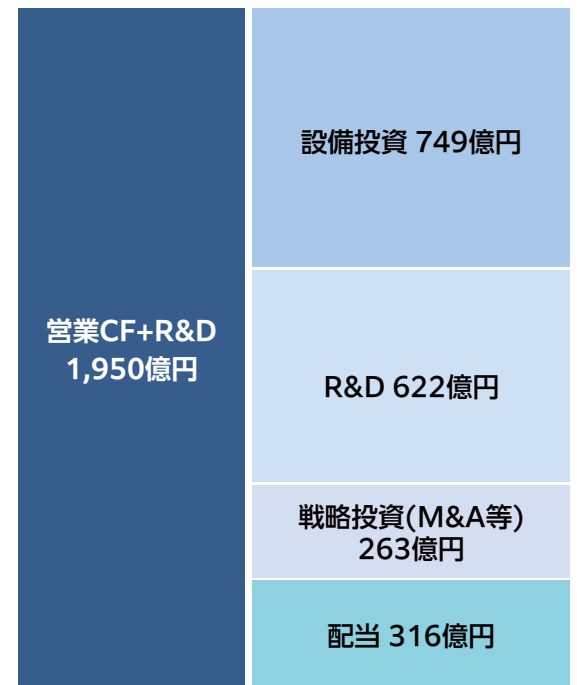 営業CF+R&D
1,950億円
設備投資 749億円
R&D 622億円
戦略投資(M&A等)
263億円
配当 316億円